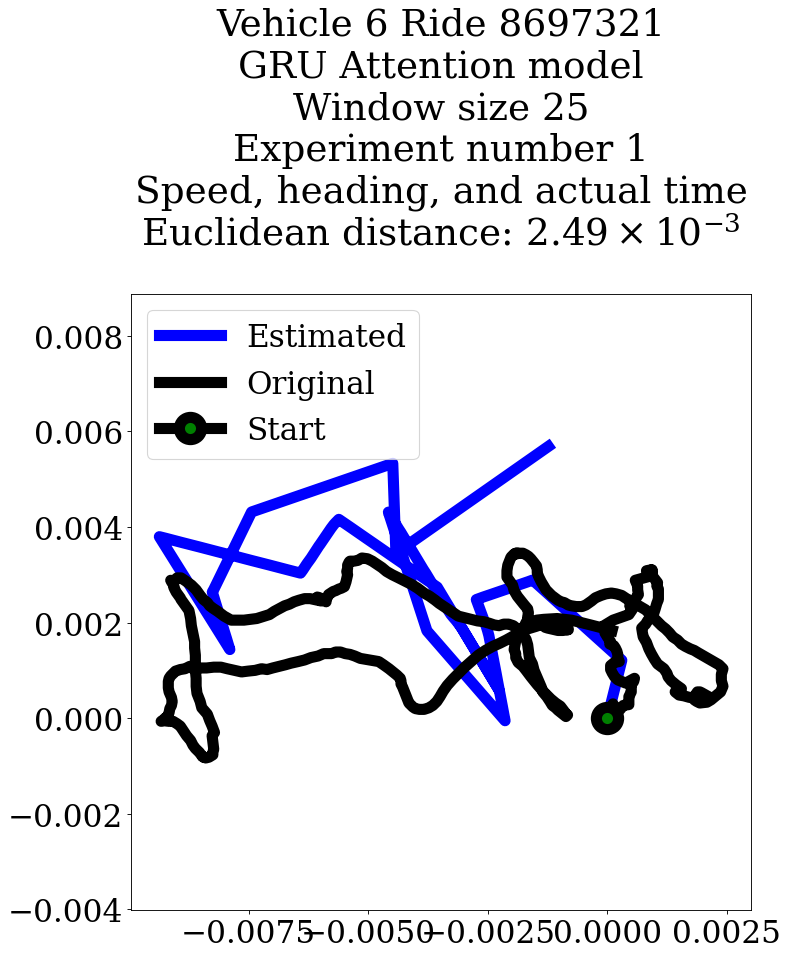 Vehicle 6 Ride 8697321
GRU Attention model
Window size 25
Experiment number 1
Speed, heading, and actual time
Euclidean distance: 2.49 × 10⁻³
Estimated
Original
Start
0.008
0.006
0.004
0.002
0.000
−0.002
−0.004
−0.0075 −0.0050 −0.0025 0.0000 0.0025